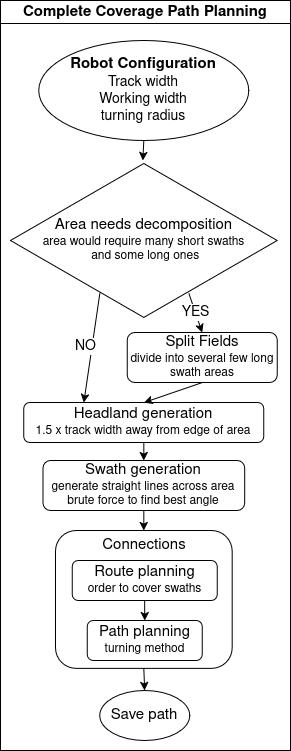 Complete Coverage Path Planning
Robot Configuration
Track width
Working width
turning radius
Area needs decomposition
area would require many short swaths
and some long ones
YES
NO
Split Fields
divide into several few long
swath areas
Headland generation
1.5 x track width away from edge of area
Swath generation
generate straight lines across area
brute force to find best angle
Connections
Route planning
order to cover swaths
Path planning
turning method
Save path